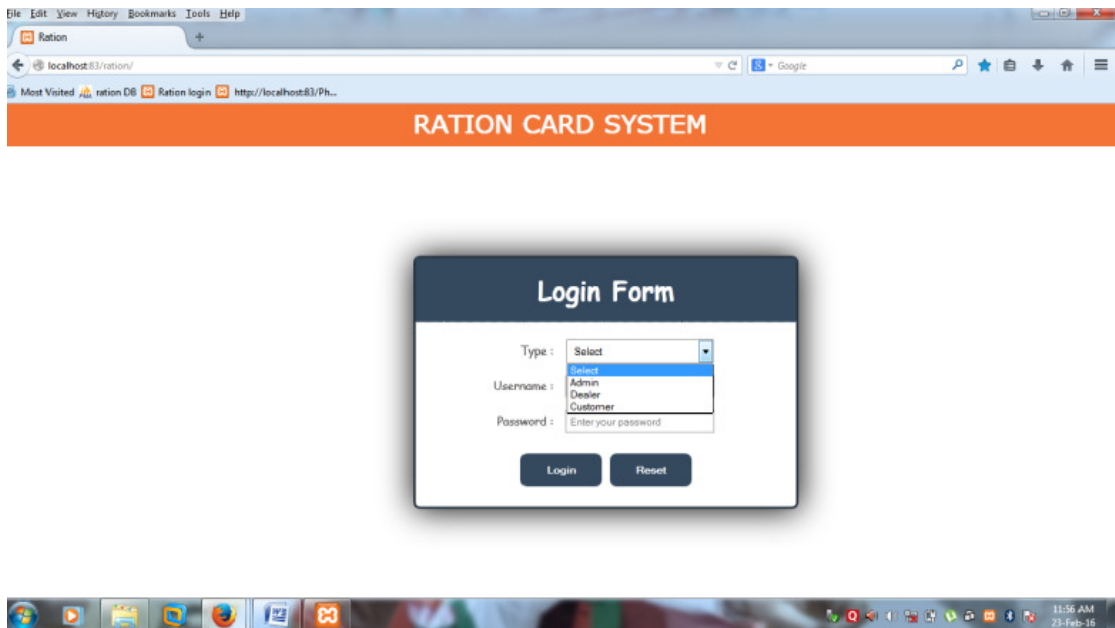 File Edit View History Bookmarks Tools Help
Ration +
localhost:83/ration/ Google
Most Visited ration DB Ration login http://localhost:83/Ph...
RATION CARD SYSTEM
Login Form
Type : Select
Select
Admin
Username :
Dealer
Customer
Password : Enter your password
Login Reset
11:56 AM
23-Feb-16